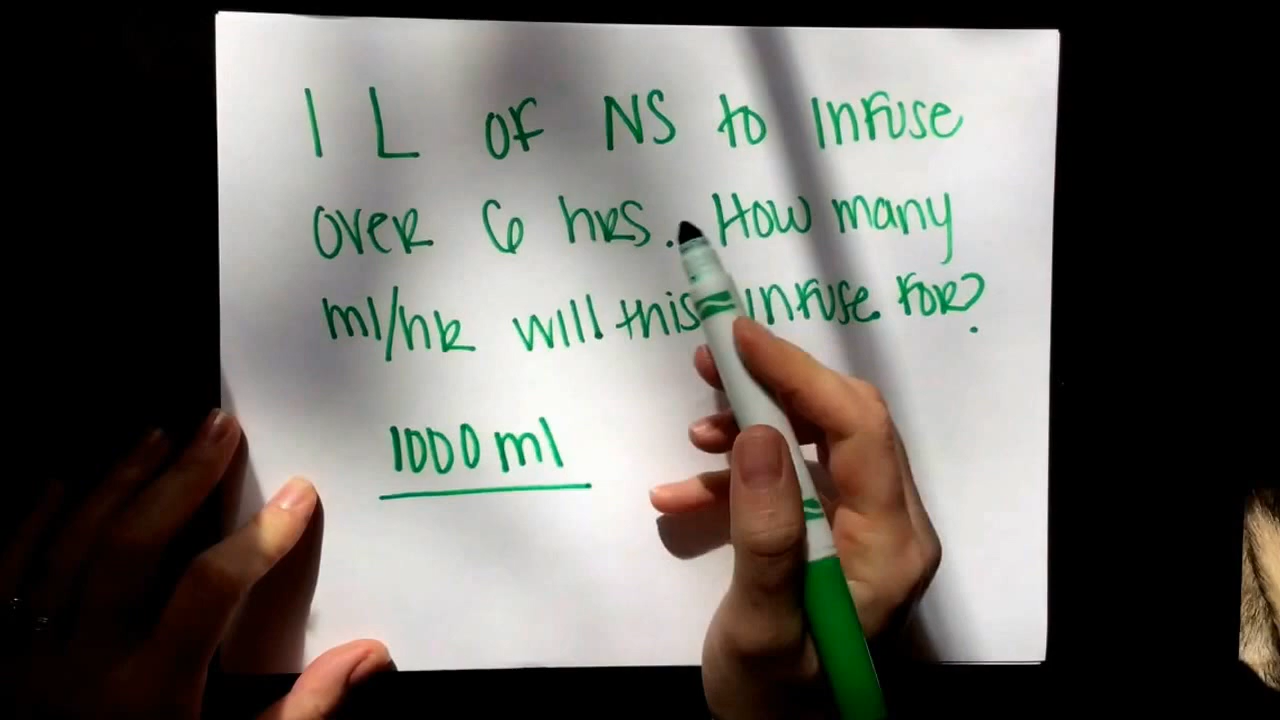 1 L of NS to infuse
over 6 hrs. How many
ml/hr will this infuse for?
1000 ml